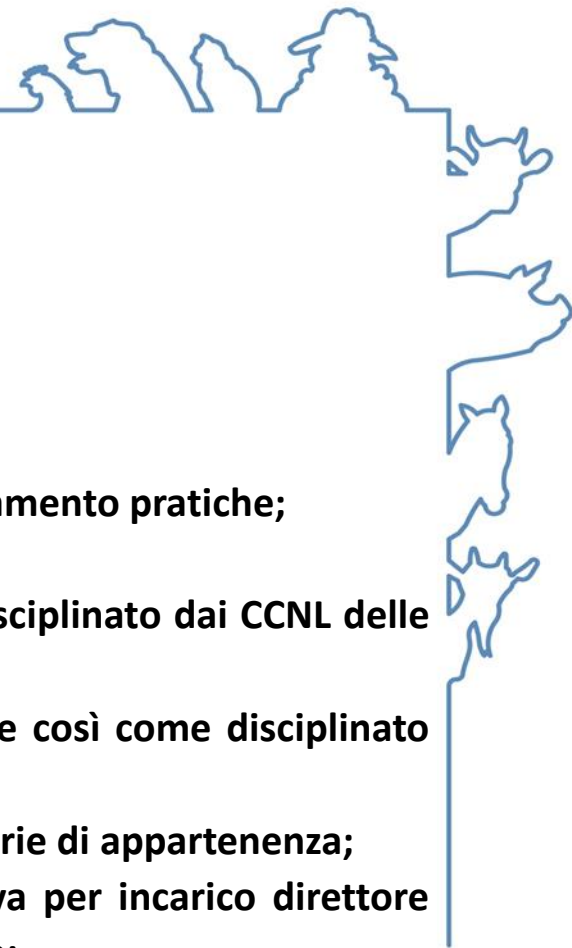 mento pratiche;
sciplinato dai CCNL delle
e così come disciplinato
rie di appartenenza;
va per incarico direttore